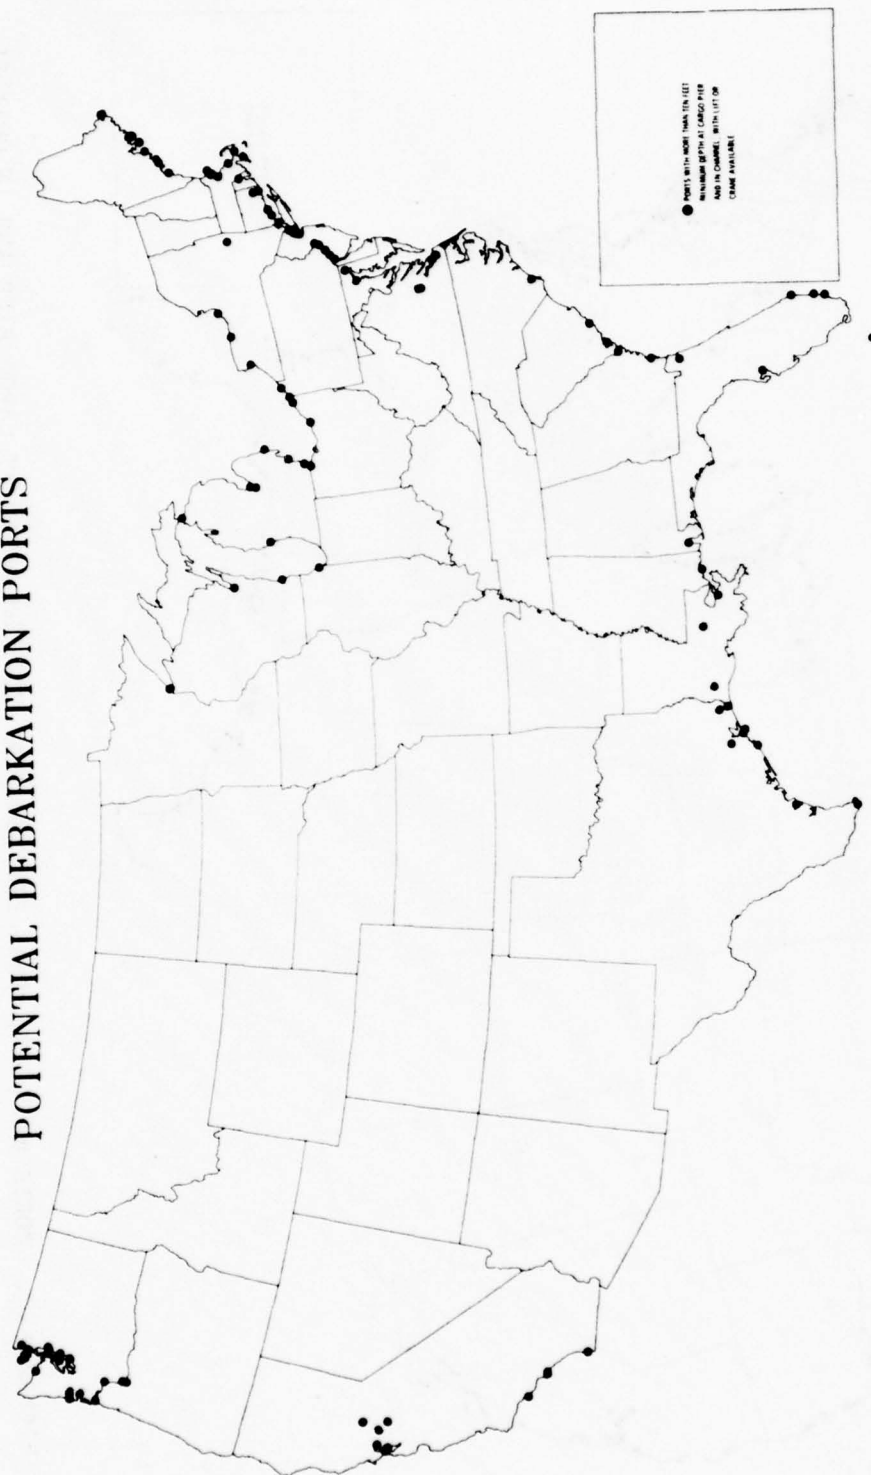 POTENTIAL DEBARKATION PORTS
PORTS WITH MORE THAN TEN FEET
MINIMUM DEPTH AT CARGO PIER
AND IN CHANNEL, WITH LIFT OR
CRANE AVAILABLE